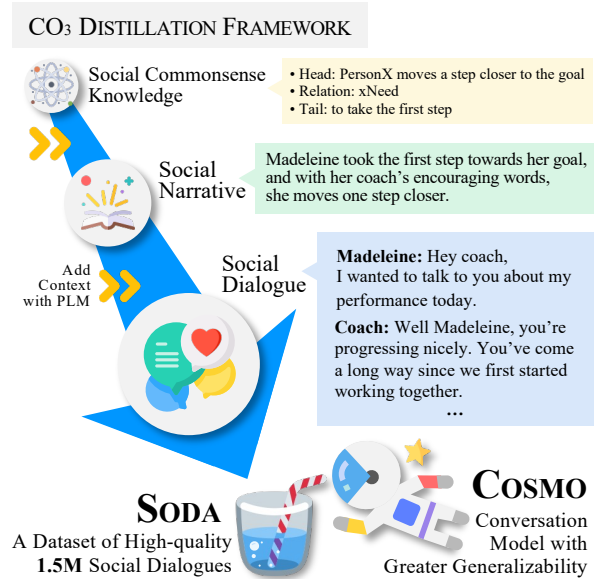 CO3 DISTILLATION FRAMEWORK
Social Commonsense
Knowledge
• Head: PersonX moves a step closer to the goal
• Relation: xNeed
• Tail: to take the first step
Social
Narrative
Madeleine took the first step towards her goal,
and with her coach's encouraging words,
she moves one step closer.
Add
Context
with PLM
Social
Dialogue
Madeleine: Hey coach,
I wanted to talk to you about my
performance today.
Coach: Well Madeleine, you're
progressing nicely. You've come
a long way since we first started
working together.
...
SODA
A Dataset of High-quality
1.5M Social Dialogues
COSMO
Conversation
Model with
Greater Generalizability